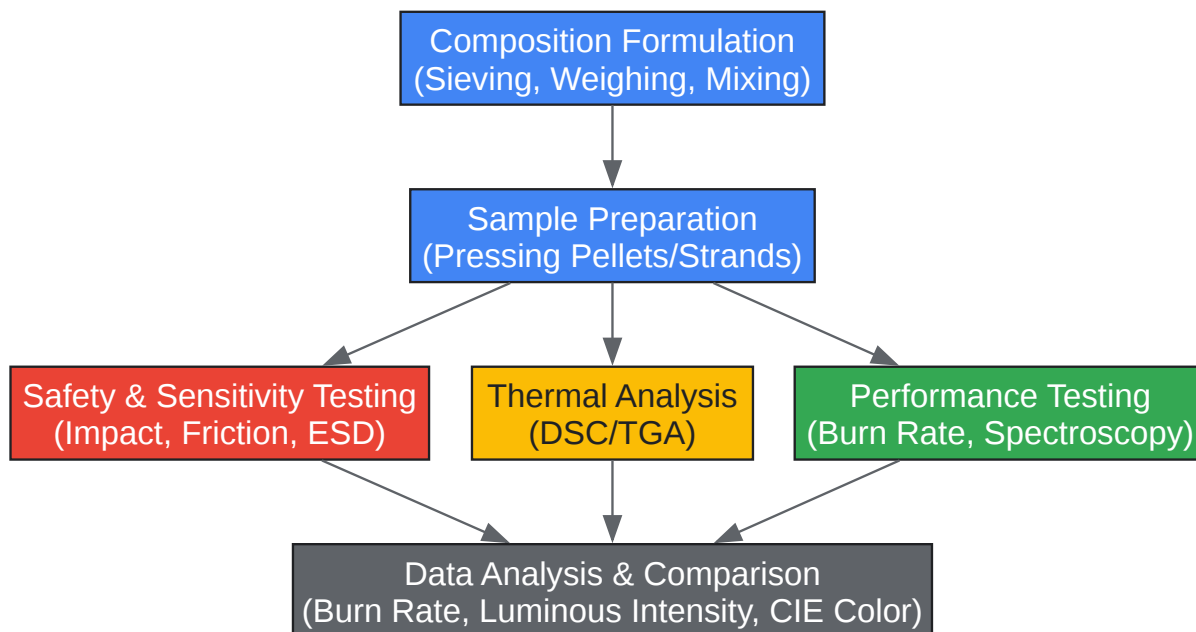 Composition Formulation
(Sieving, Weighing, Mixing)
Sample Preparation
(Pressing Pellets/Strands)
Safety & Sensitivity Testing
(Impact, Friction, ESD)
Thermal Analysis
(DSC/TGA)
Performance Testing
(Burn Rate, Spectroscopy)
Data Analysis & Comparison
(Burn Rate, Luminous Intensity, CIE Color)